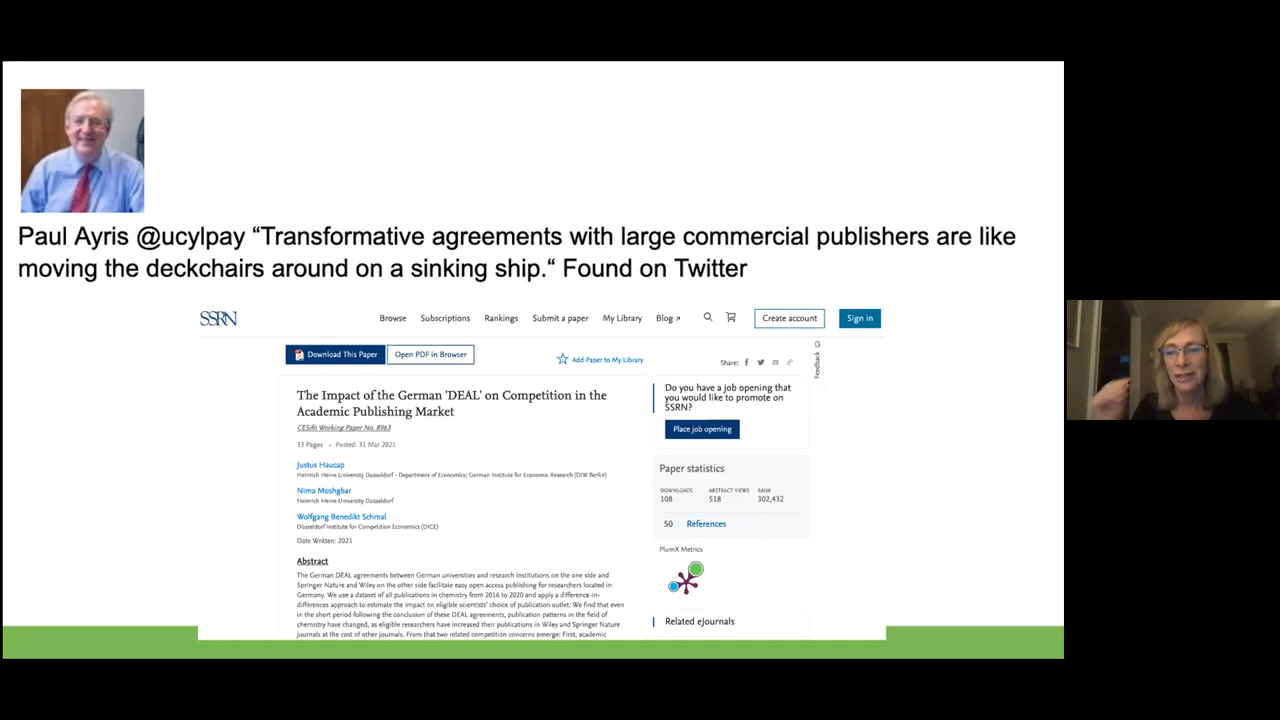 Paul Ayris @ucylpay “Transformative agreements with large commercial publishers are like
moving the deckchairs around on a sinking ship.“ Found on Twitter
SSRN
Browse Subscriptions Rankings Submit a paper My Library Blog ↗ Create account Sign in
Download This Paper Open PDF in Browser Add Paper to My Library Share:
Feedback
The Impact of the German 'DEAL' on Competition in the
Academic Publishing Market
CESifo Working Paper No. 8963
33 Pages • Posted: 31 Mar 2021
Justus Haucap
Heinrich Heine University Dusseldorf - Department of Economics; German Institute for Economic Research (DIW Berlin)
Nima Moshgbar
Heinrich Heine University Dusseldorf
Wolfgang Benedikt Schmal
Düsseldorf Institute for Competition Economics (DICE)
Date Written: 2021
Abstract
The German DEAL agreements between German universities and research institutions on the one side and
Springer Nature and Wiley on the other side facilitate easy open access publishing for researchers located in
Germany. We use a dataset of all publications in chemistry from 2016 to 2020 and apply a difference-in-
differences approach to estimate the impact on eligible scientists' choice of publication outlet. We find that even
in the short period following the conclusion of these DEAL agreements, publication patterns in the field of
chemistry have changed, as eligible researchers have increased their publications in Wiley and Springer Nature
journals at the cost of other journals. From that two related competition concerns emerge: First, academic
Do you have a job opening that
you would like to promote on
SSRN?
Place job opening
Paper statistics
DOWNLOADS ABSTRACT VIEWS RANK
108 518 302,432
50 References
PlumX Metrics
Related eJournals